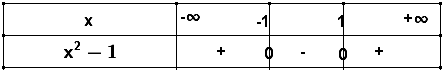 x -∞ -1 1 +∞
x² − 1 + 0 - 0 +